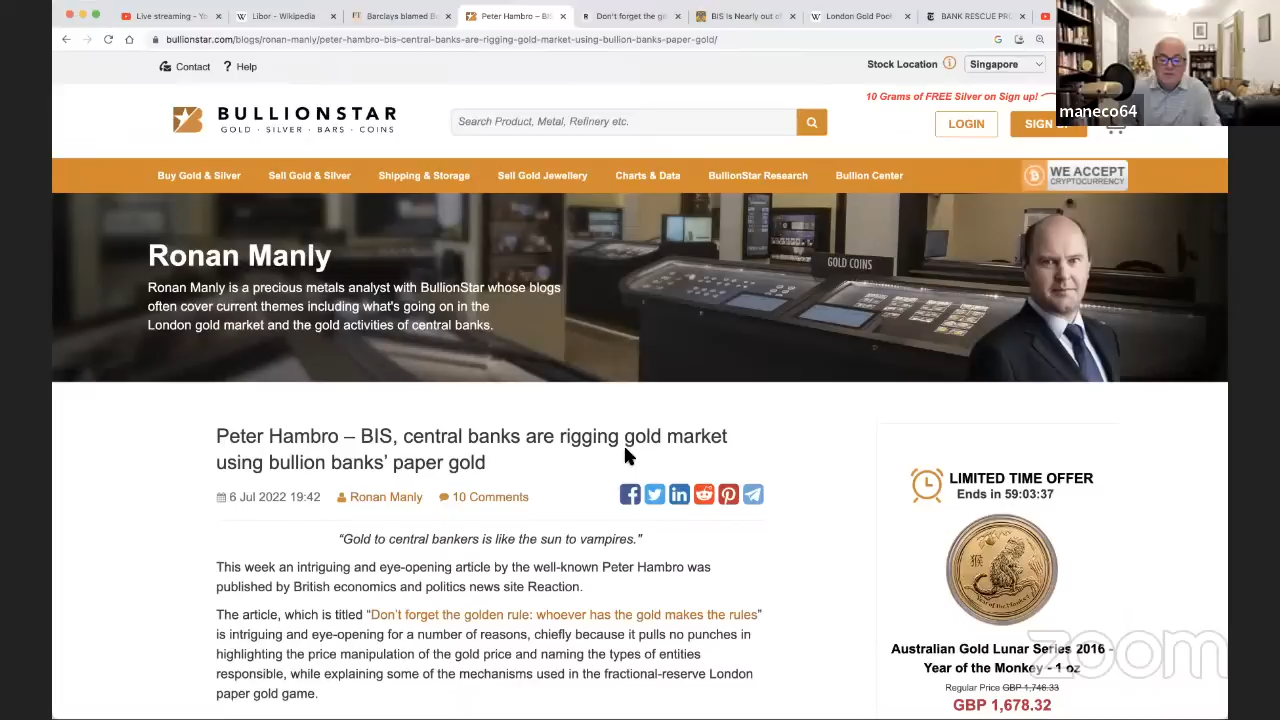 Live streaming - Y
Libor - Wikipedia
Barclays blamed B
Peter Hambro – BIS
Don't forget the g
BIS Is Nearly out o
London Gold Pool
BANK RESCUE PR
bullionstar.com/blogs/ronan-manly/peter-hambro-bis-central-banks-are-rigging-gold-market-using-bullion-banks-paper-gold/
maneco64
Contact
Help
Stock Location
Singapore
10 Grams of FREE Silver on Sign up!
BULLIONSTAR
GOLD · SILVER · BARS · COINS
Search Product, Metal, Refinery etc.
LOGIN
SIGN
Buy Gold & Silver
Sell Gold & Silver
Shipping & Storage
Sell Gold Jewellery
Charts & Data
BullionStar Research
Bullion Center
WE ACCEPT
CRYPTOCURRENCY
Ronan Manly
Ronan Manly is a precious metals analyst with BullionStar whose blogs
often cover current themes including what's going on in the
London gold market and the gold activities of central banks.
GOLD COINS
Peter Hambro – BIS, central banks are rigging gold market
using bullion banks' paper gold
6 Jul 2022 19:42
Ronan Manly
10 Comments
"Gold to central bankers is like the sun to vampires."
This week an intriguing and eye-opening article by the well-known Peter Hambro was
published by British economics and politics news site Reaction.
The article, which is titled "Don't forget the golden rule: whoever has the gold makes the rules"
is intriguing and eye-opening for a number of reasons, chiefly because it pulls no punches in
highlighting the price manipulation of the gold price and naming the types of entities
responsible, while explaining some of the mechanisms used in the fractional-reserve London
paper gold game.
LIMITED TIME OFFER
Ends in 59:03:37
Australian Gold Lunar Series 2016 -
Year of the Monkey - 1 oz
Regular Price GBP 1,746.33
GBP 1,678.32
zoom